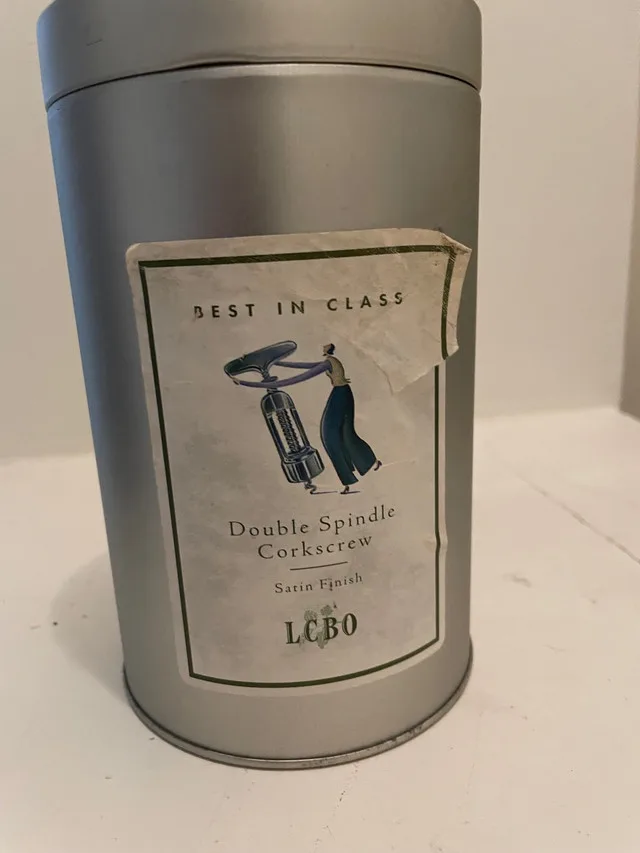 BEST IN CLASS
Double Spindle
Corkscrew
Satin Finish
LCBO